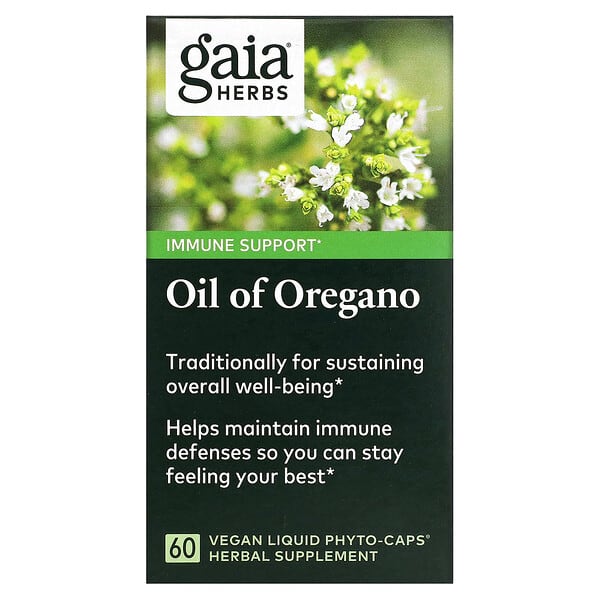 gaia®
HERBS
IMMUNE SUPPORT*
Oil of Oregano
Traditionally for sustaining
overall well-being*
Helps maintain immune
defenses so you can stay
feeling your best*
60 VEGAN LIQUID PHYTO-CAPS®
HERBAL SUPPLEMENT